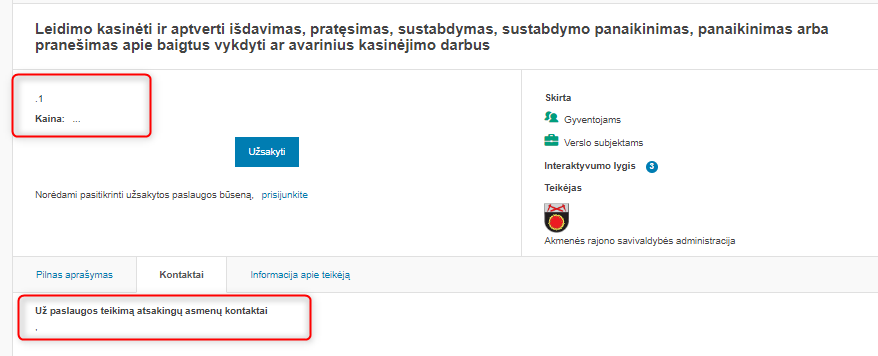 Leidimo kasinėti ir aptverti išdavimas, pratęsimas, sustabdymas, sustabdymo panaikinimas, panaikinimas arba
pranešimas apie baigtus vykdyti ar avarinius kasinėjimo darbus
.1
Kaina: ...
Užsakyti
Norėdami pasitikrinti užsakytos paslaugos būseną, prisijunkite
Skirta
Gyventojams
Verslo subjektams
Interaktyvumo lygis 3
Teikėjas
Akmenės rajono savivaldybės administracija
Pilnas aprašymas
Kontaktai
Informacija apie teikėją
Už paslaugos teikimą atsakingų asmenų kontaktai
,